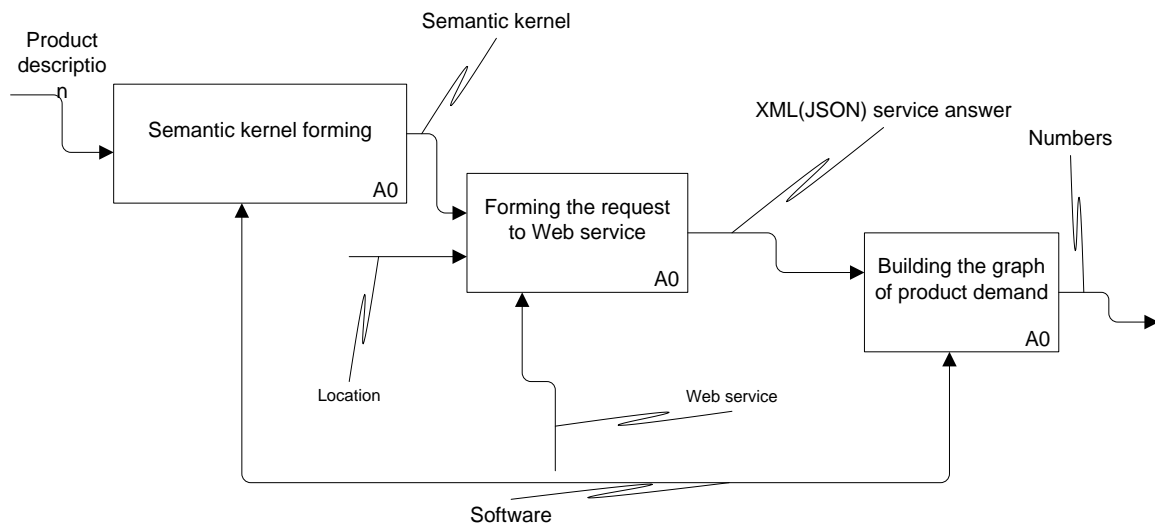 Semantic kernel
Product
descriptio
n
Semantic kernel forming
A0
XML(JSON) service answer
Numbers
Forming the request
to Web service
A0
Building the graph
of product demand
A0
Location
Web service
Software